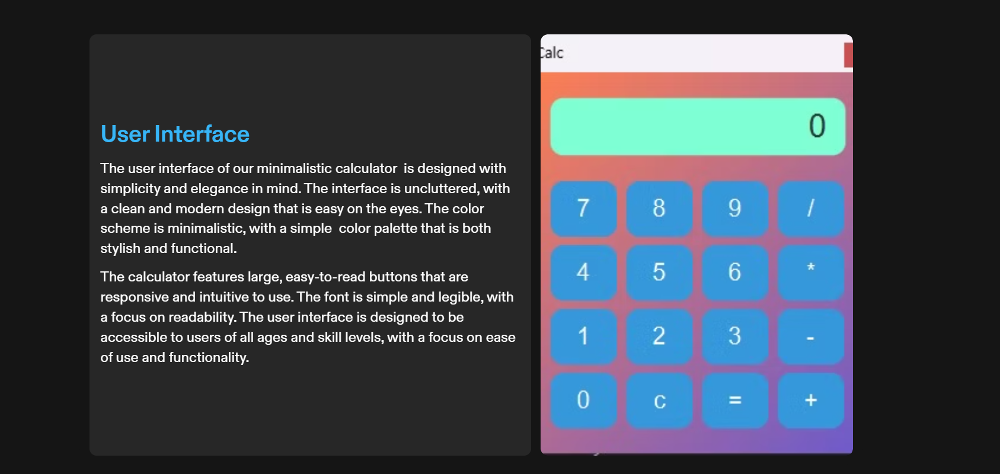 User Interface
The user interface of our minimalistic calculator  is designed with
simplicity and elegance in mind. The interface is uncluttered, with
a clean and modern design that is easy on the eyes. The color
scheme is minimalistic, with a simple  color palette that is both
stylish and functional.
The calculator features large, easy-to-read buttons that are
responsive and intuitive to use. The font is simple and legible, with
a focus on readability. The user interface is designed to be
accessible to users of all ages and skill levels, with a focus on ease
of use and functionality.
Calc
0
7 8 9 /
4 5 6 *
1 2 3 -
0 c = +